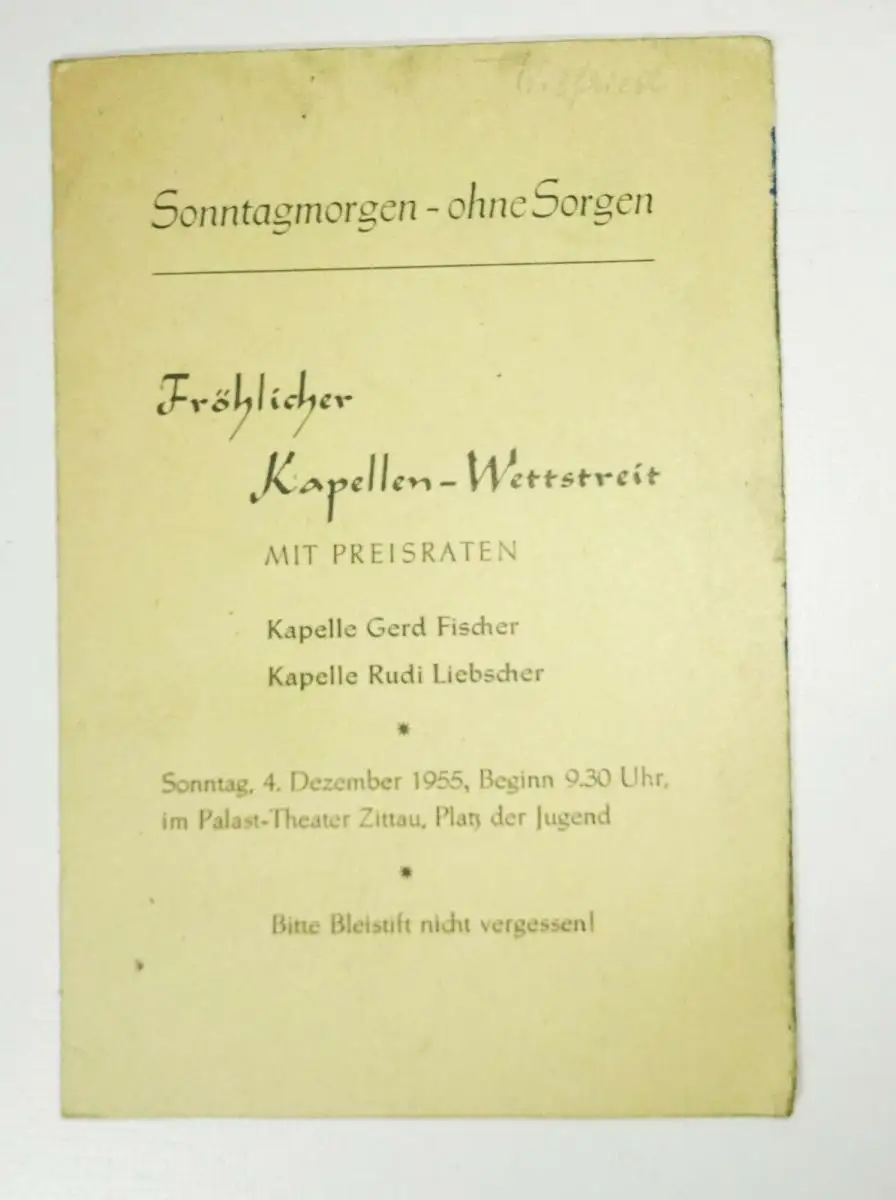 Sonntagmorgen - ohne Sorgen
Fröhlicher
Kapellen - Wettstreit
MIT PREISRATEN
Kapelle Gerd Fischer
Kapelle Rudi Liebscher
*
Sonntag, 4. Dezember 1955, Beginn 9.30 Uhr,
im Palast-Theater Zittau, Platz der Jugend
*
Bitte Bleistift nicht vergessen!